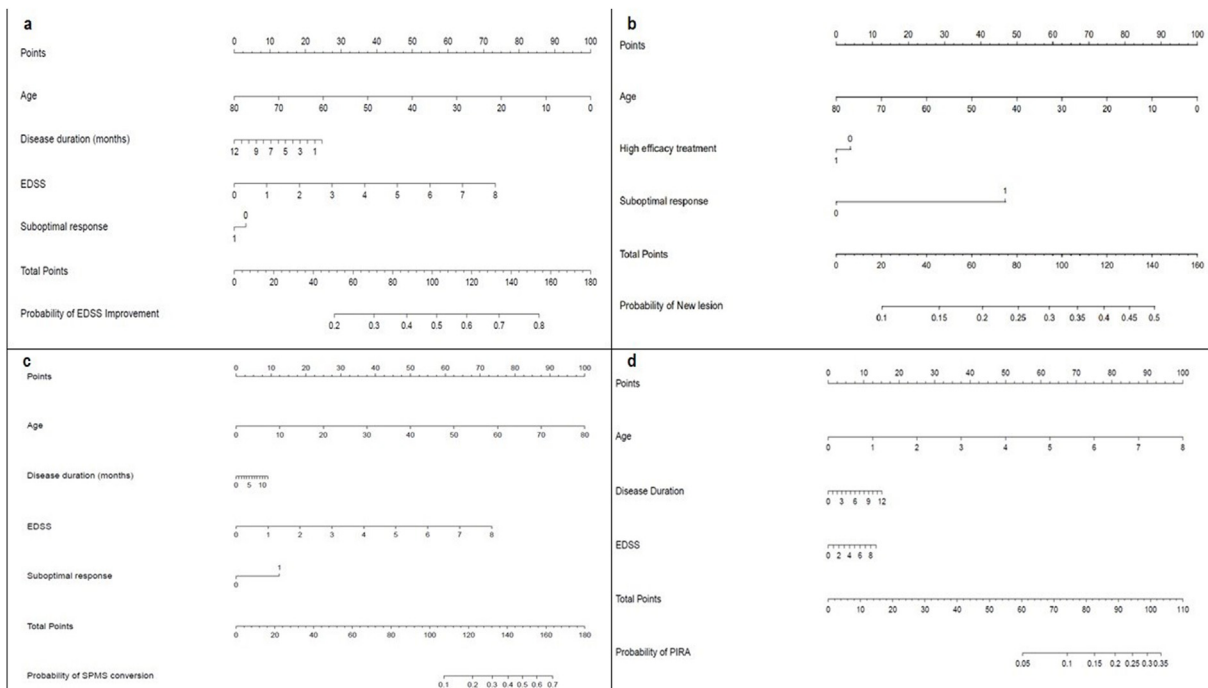 a
0 10 20 30 40 50 60 70 80 90 100
Points
Age
80 70 60 50 40 30 20 10 0
Disease duration (months)
12 9 7 5 3 1
EDSS
0 1 2 3 4 5 6 7 8
0
Suboptimal response
1
Total Points
0 20 40 60 80 100 120 140 160 180
Probability of EDSS Improvement
0.2 0.3 0.4 0.5 0.6 0.7 0.8
b
0 10 20 30 40 50 60 70 80 90 100
Points
Age
80 70 60 50 40 30 20 10 0
0
High efficacy treatment
1
1
Suboptimal response
0
Total Points
0 20 40 60 80 100 120 140 160
Probability of New lesion
0.1 0.15 0.2 0.25 0.3 0.35 0.4 0.45 0.5
c
0 10 20 30 40 50 60 70 80 90 100
Points
Age
0 10 20 30 40 50 60 70 80
Disease duration (months)
0 5 10
EDSS
0 1 2 3 4 5 6 7 8
1
Suboptimal response
0
Total Points
0 20 40 60 80 100 120 140 160 180
Probability of SPMS conversion
0.1 0.2 0.3 0.4 0.5 0.6 0.7
d
0 10 20 30 40 50 60 70 80 90 100
Points
Age
0 1 2 3 4 5 6 7 8
Disease Duration
0 3 6 9 12
EDSS
0 2 4 6 8
Total Points
0 10 20 30 40 50 60 70 80 90 100 110
Probability of PIRA
0.05 0.1 0.15 0.2 0.25 0.3 0.35